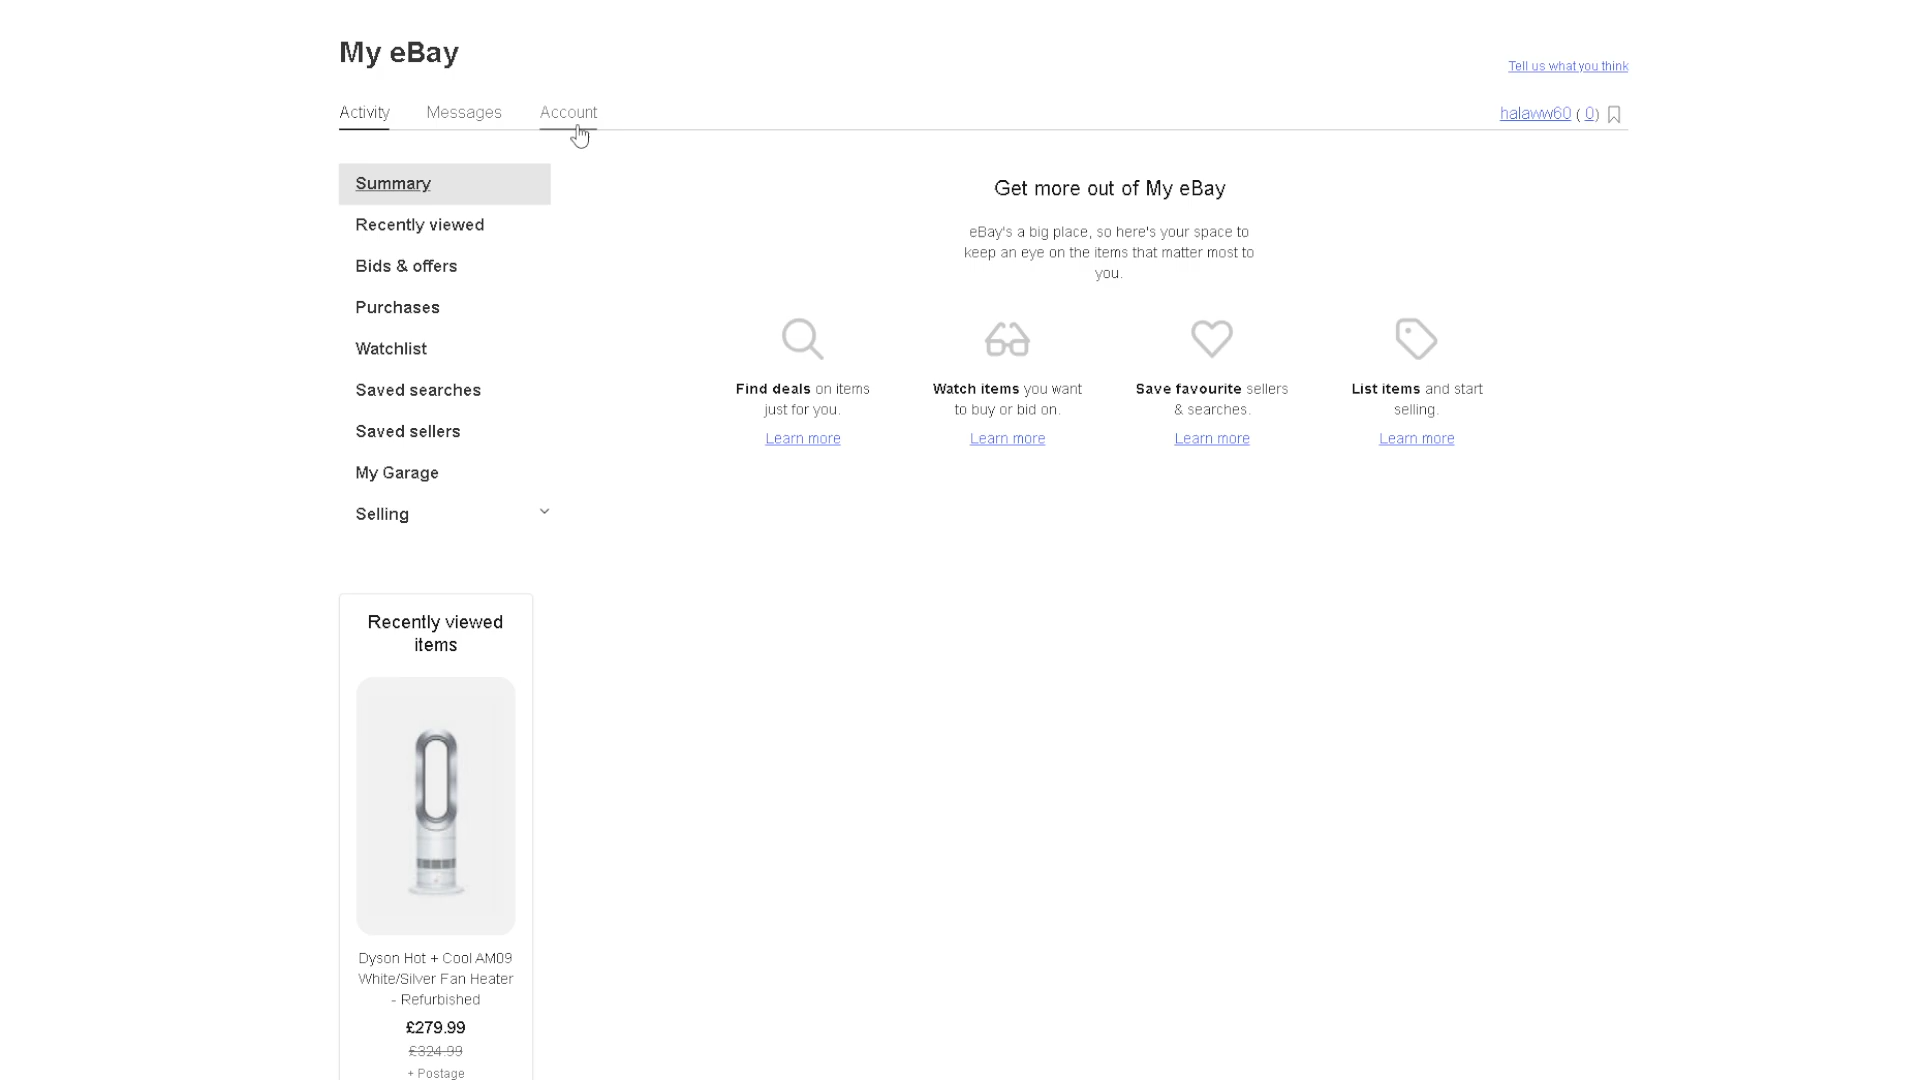 My eBay
Tell us what you think
Activity
Messages
Account
halaww60 ( 0)
Summary
Recently viewed
Bids & offers
Purchases
Watchlist
Saved searches
Saved sellers
My Garage
Selling
Get more out of My eBay
eBay's a big place, so here's your space to
keep an eye on the items that matter most to
you.
Find deals on items
just for you.
Learn more
Watch items you want
to buy or bid on.
Learn more
Save favourite sellers
& searches.
Learn more
List items and start
selling.
Learn more
Recently viewed
items
Dyson Hot + Cool AM09
White/Silver Fan Heater
- Refurbished
£279.99
£324.99
+ Postage